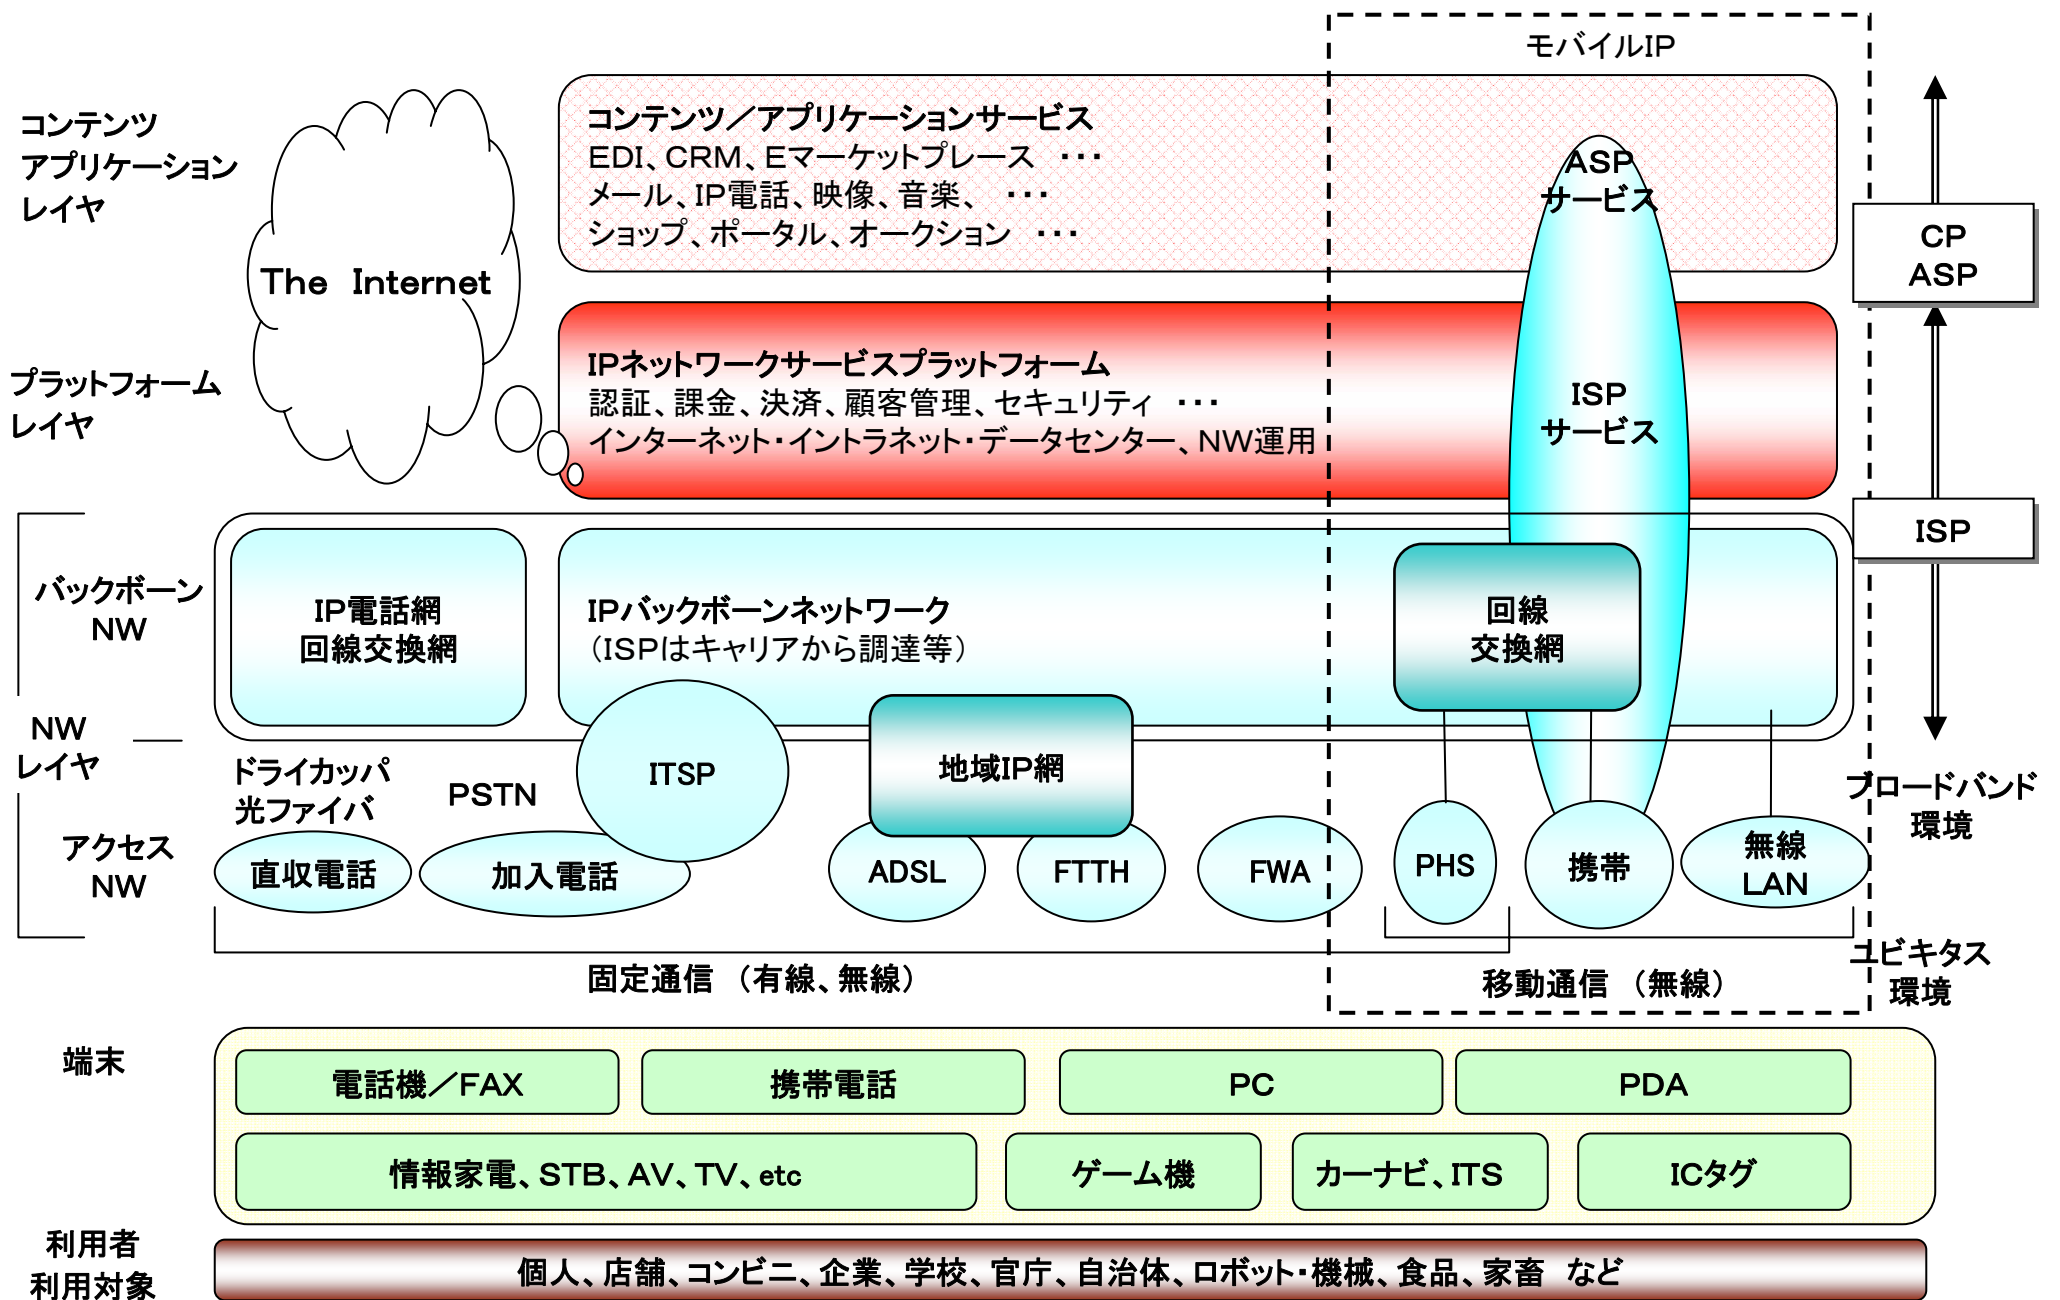 モバイルIP
コンテンツ
アプリケーション
レイヤ
コンテンツ／アプリケーションサービス
EDI、CRM、Eマーケットプレース ・・・
メール、IP電話、映像、音楽、 ・・・
ショップ、ポータル、オークション ・・・
ASP
サービス
CP
ASP
The Internet
プラットフォーム
レイヤ
IPネットワークサービスプラットフォーム
認証、課金、決済、顧客管理、セキュリティ ・・・
インターネット・イントラネット・データセンター、NW運用
ISP
サービス
ISP
バックボーン
NW
IP電話網
回線交換網
IPバックボーンネットワーク
（ISPはキャリアから調達等）
回線
交換網
NW
レイヤ
ドライカッパ
光ファイバ
PSTN
ITSP
地域IP網
ブロードバンド
環境
アクセス
NW
直収電話
加入電話
ADSL
FTTH
FWA
PHS
携帯
無線
LAN
固定通信 （有線、無線）
移動通信 （無線）
ユビキタス
環境
端末
電話機／FAX
携帯電話
PC
PDA
情報家電、STB、AV、TV、etc
ゲーム機
カーナビ、ITS
ICタグ
利用者
利用対象
個人、店舗、コンビニ、企業、学校、官庁、自治体、ロボット・機械、食品、家畜 など